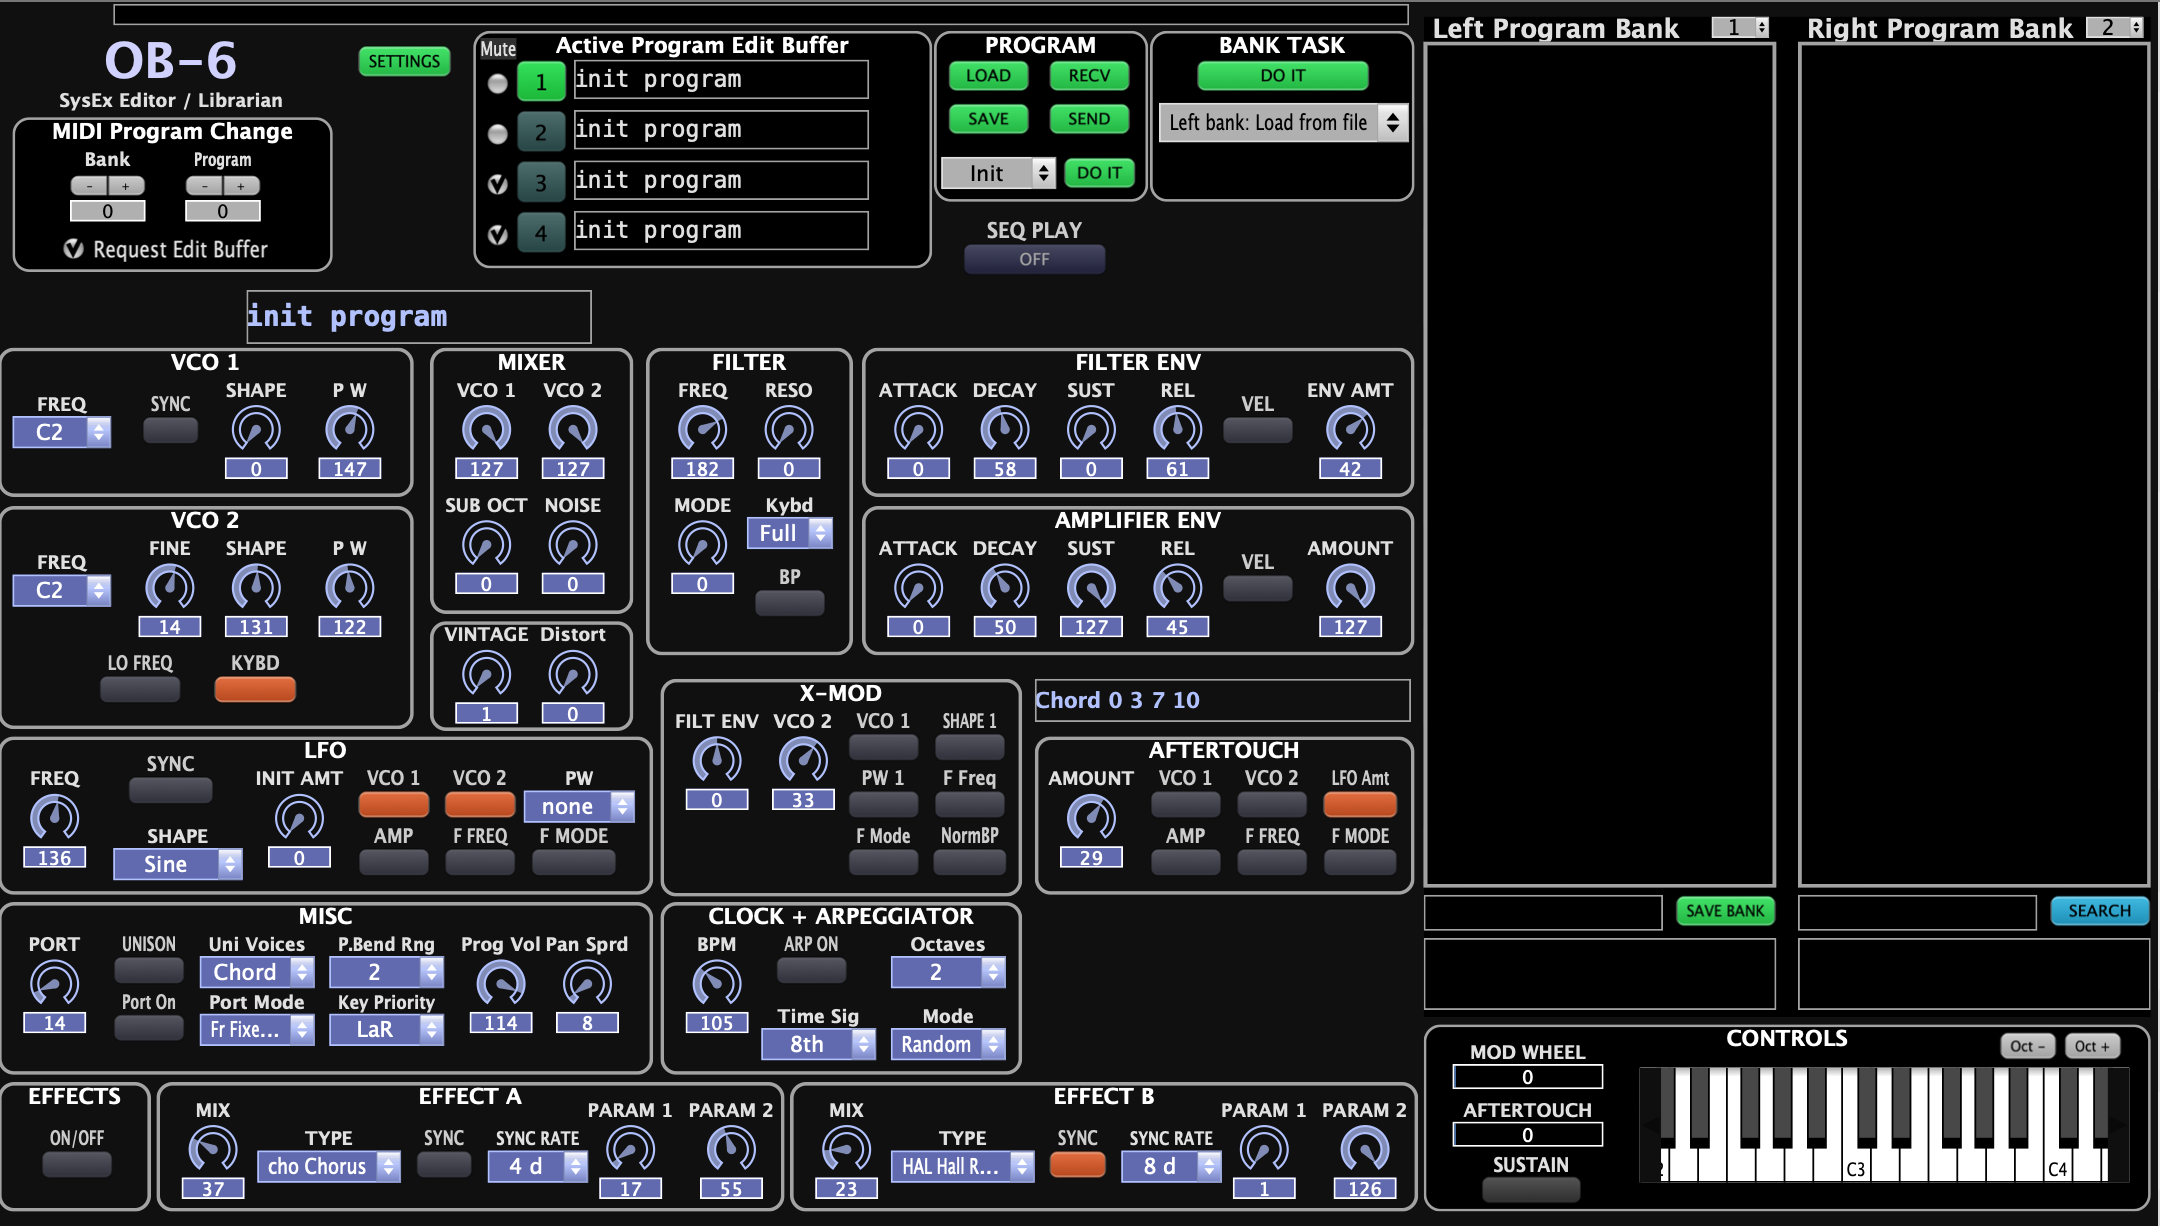 OB-6
SysEx Editor / Librarian
SETTINGS
MIDI Program Change
Bank Program
- + - +
0 0
Request Edit Buffer
Mute Active Program Edit Buffer
1 init program
2 init program
3 init program
4 init program
PROGRAM
LOAD RECV
SAVE SEND
Init DO IT
BANK TASK
DO IT
Left bank: Load from file
SEQ PLAY
OFF
Left Program Bank 1
Right Program Bank 2
init program
VCO 1
FREQ SYNC SHAPE P W
C2 0 147
VCO 2
FREQ FINE SHAPE P W
C2 14 131 122
LO FREQ KYBD
MIXER
VCO 1 VCO 2
127 127
SUB OCT NOISE
0 0
VINTAGE Distort
1 0
FILTER
FREQ RESO
182 0
MODE Kybd
Full
0
BP
FILTER ENV
ATTACK DECAY SUST REL VEL ENV AMT
0 58 0 61 42
AMPLIFIER ENV
ATTACK DECAY SUST REL VEL AMOUNT
0 50 127 45 127
LFO
FREQ SYNC INIT AMT VCO 1 VCO 2 PW
none
SHAPE AMP F FREQ F MODE
136 Sine 0
X-MOD
FILT ENV VCO 2 VCO 1 SHAPE 1
PW 1 F Freq
0 33
F Mode NormBP
Chord 0 3 7 10
AFTERTOUCH
AMOUNT VCO 1 VCO 2 LFO Amt
AMP F FREQ F MODE
29
MISC
PORT UNISON Uni Voices P.Bend Rng Prog Vol Pan Sprd
Chord 2
Port On Port Mode Key Priority
14 Fr Fixe... LaR 114 8
CLOCK + ARPEGGIATOR
BPM ARP ON Octaves
2
105 Time Sig Mode
8th Random
SAVE BANK
SEARCH
EFFECTS
ON/OFF
EFFECT A
MIX TYPE SYNC SYNC RATE PARAM 1 PARAM 2
37 cho Chorus 4 d 17 55
EFFECT B
MIX TYPE SYNC SYNC RATE PARAM 1 PARAM 2
23 HAL Hall R... 8 d 1 126
CONTROLS
Oct - Oct +
MOD WHEEL
0
AFTERTOUCH
0
SUSTAIN
C3 C4